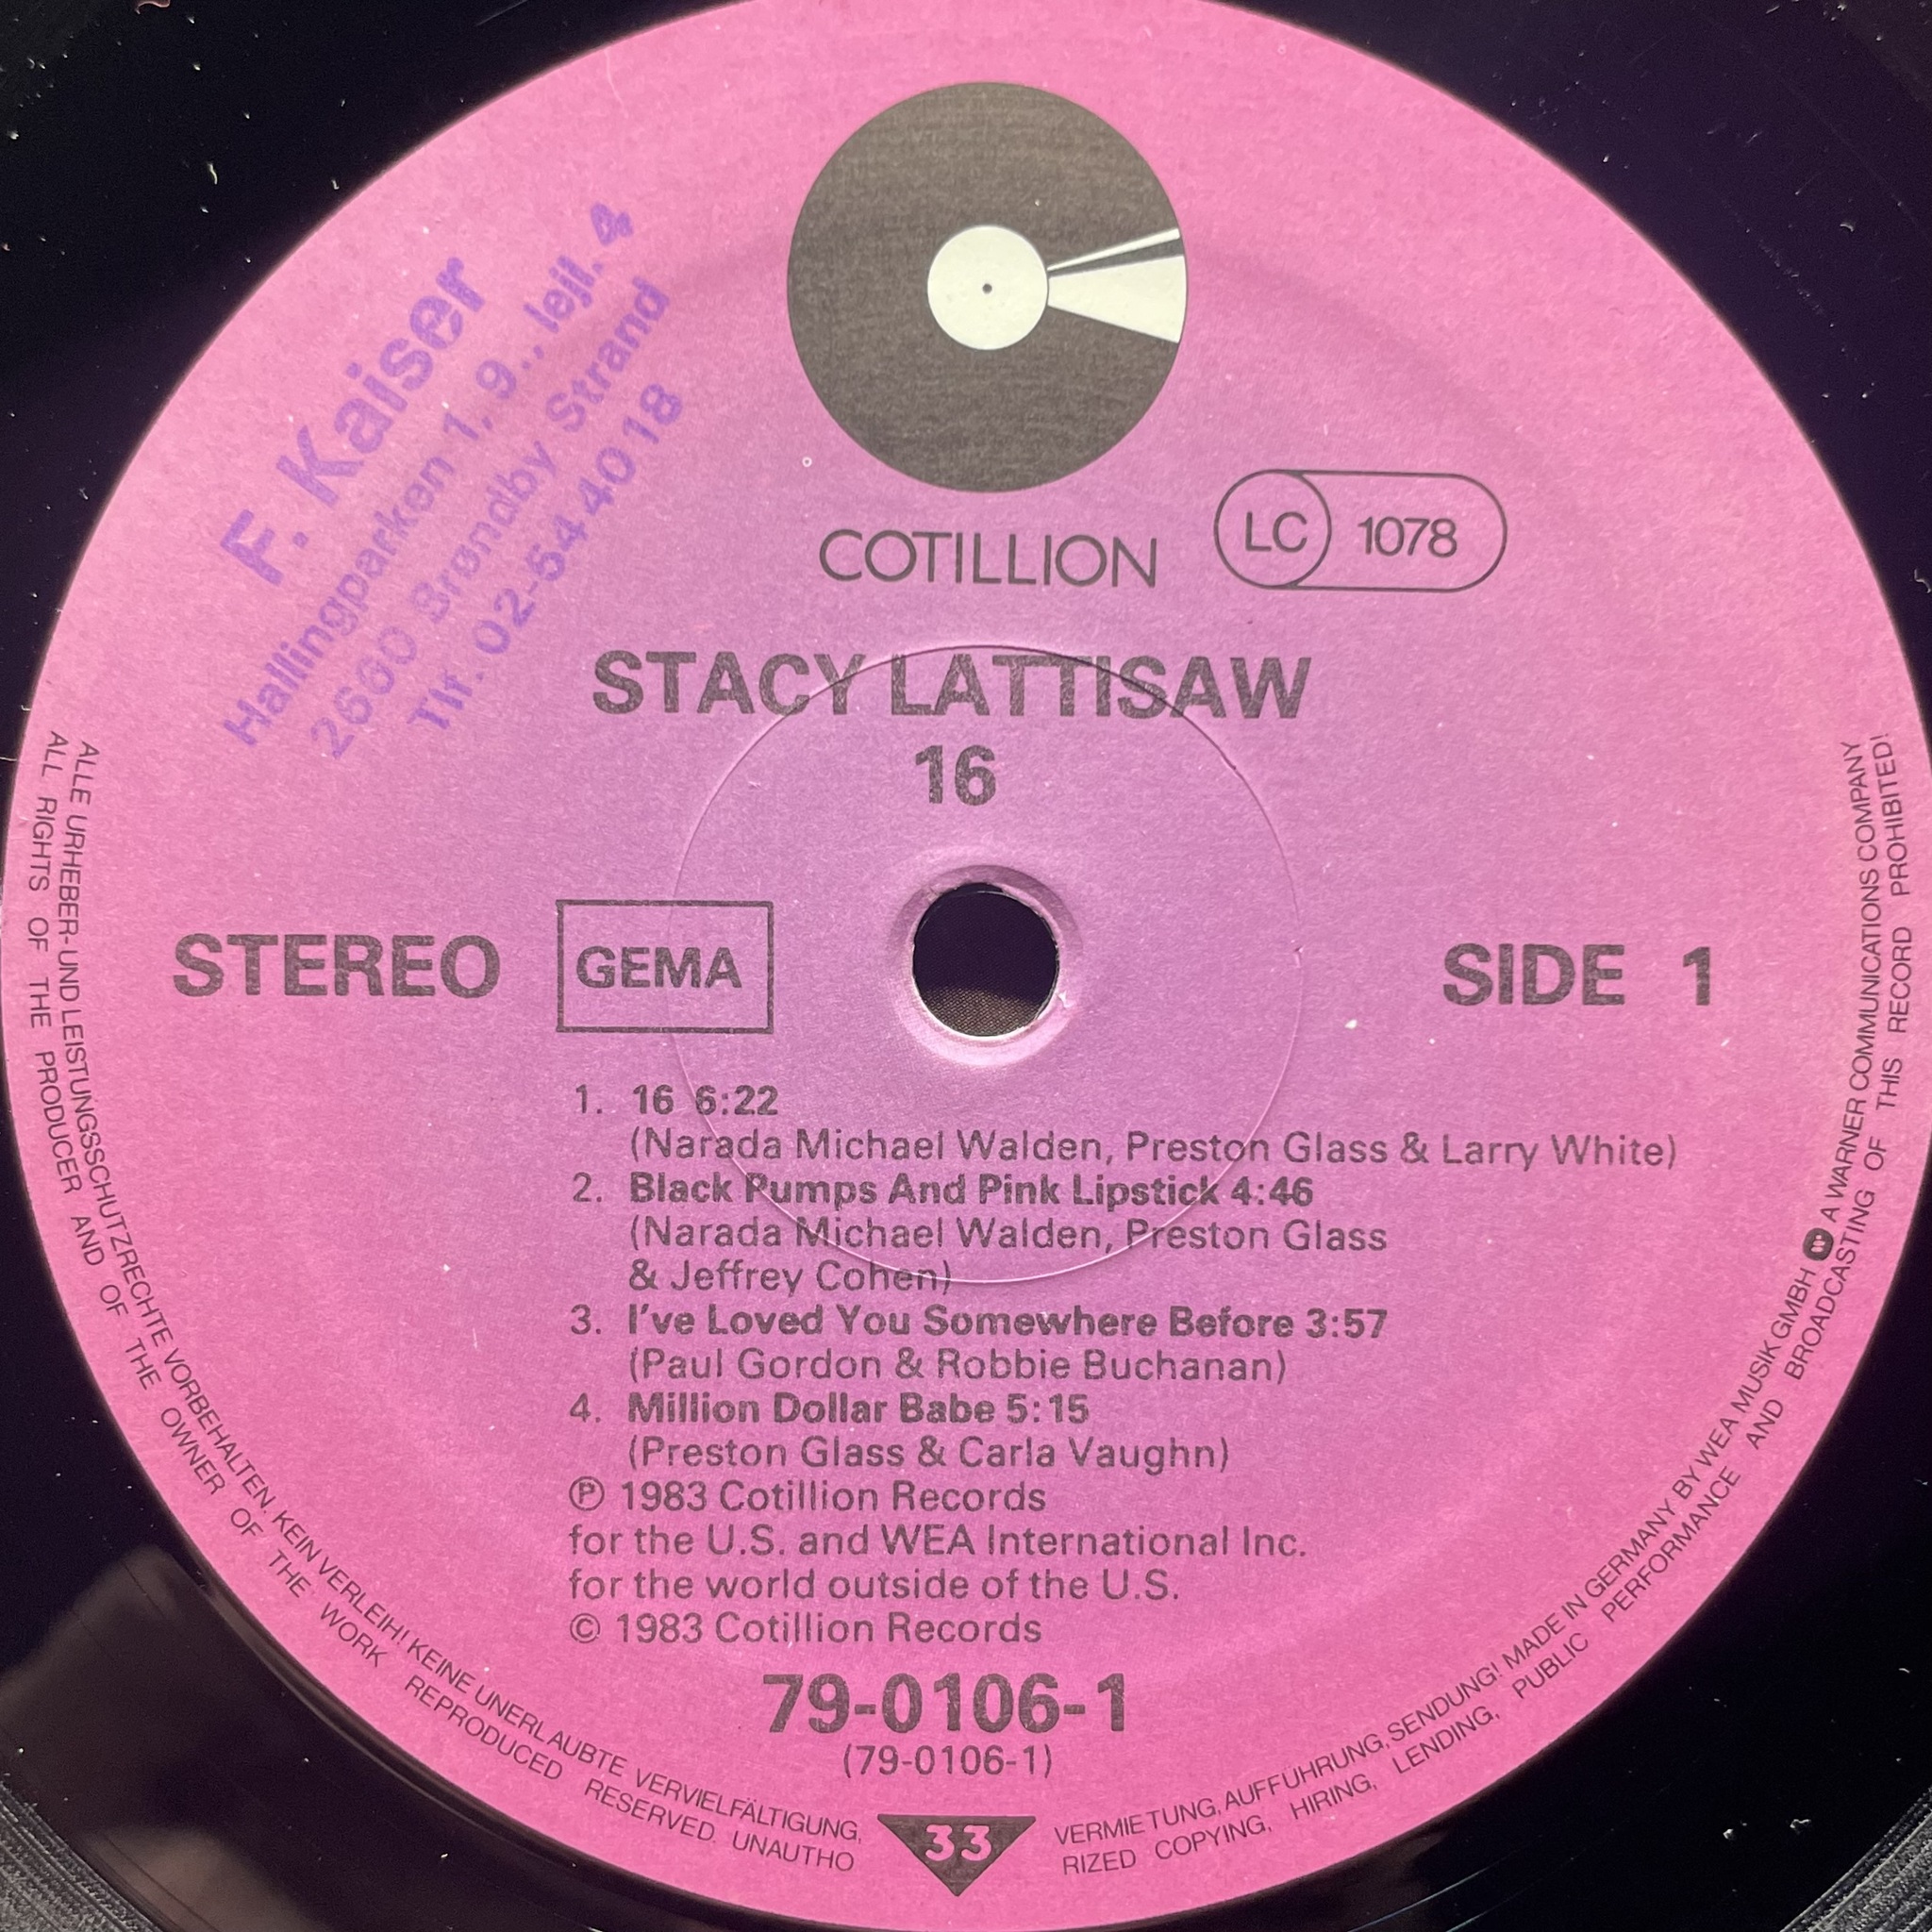 F. Kaiser
Hallingparken 1, 9., lejl. 4
2660 Brøndby Strand
Tlf. 02-54 40 18
COTILLION
LC 1078
STACY LATTISAW
16
STEREO
GEMA
SIDE 1
1. 16 6:22
(Narada Michael Walden, Preston Glass & Larry White)
2. Black Pumps And Pink Lipstick 4:46
(Narada Michael Walden, Preston Glass
& Jeffrey Cohen)
3. I've Loved You Somewhere Before 3:57
(Paul Gordon & Robbie Buchanan)
4. Million Dollar Babe 5:15
(Preston Glass & Carla Vaughn)
℗ 1983 Cotillion Records
for the U.S. and WEA International Inc.
for the world outside of the U.S.
© 1983 Cotillion Records
79-0106-1
(79-0106-1)
33
ALLE URHEBER- UND LEISTUNGSSCHUTZRECHTE VORBEHALTEN. KEIN VERLEIH! KEINE UNERLAUBTE VERVIELFÄLTIGUNG, VERMIETUNG, AUFFÜHRUNG, SENDUNG! MADE IN GERMANY BY WEA MUSIK GMBH A WARNER COMMUNICATIONS COMPANY
ALL RIGHTS OF THE PRODUCER AND OF THE OWNER OF THE WORK REPRODUCED RESERVED. UNAUTHORIZED COPYING, HIRING, LENDING, PUBLIC PERFORMANCE AND BROADCASTING OF THIS RECORD PROHIBITED!